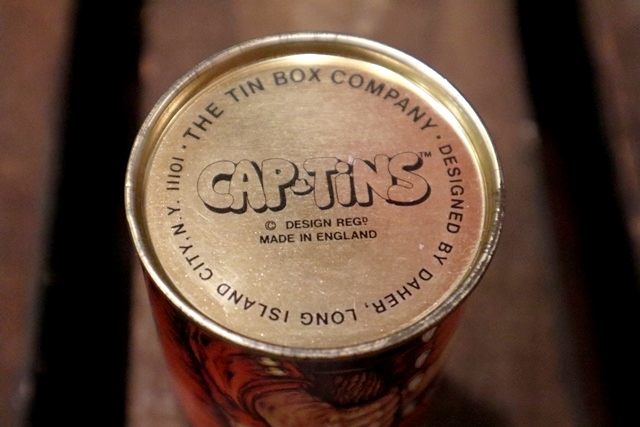 · THE TIN BOX COMPANY · DESIGNED BY DAHER, LONG ISLAND CITY, N.Y. 11101
CAP-TiNS™
© DESIGN REGD
MADE IN ENGLAND